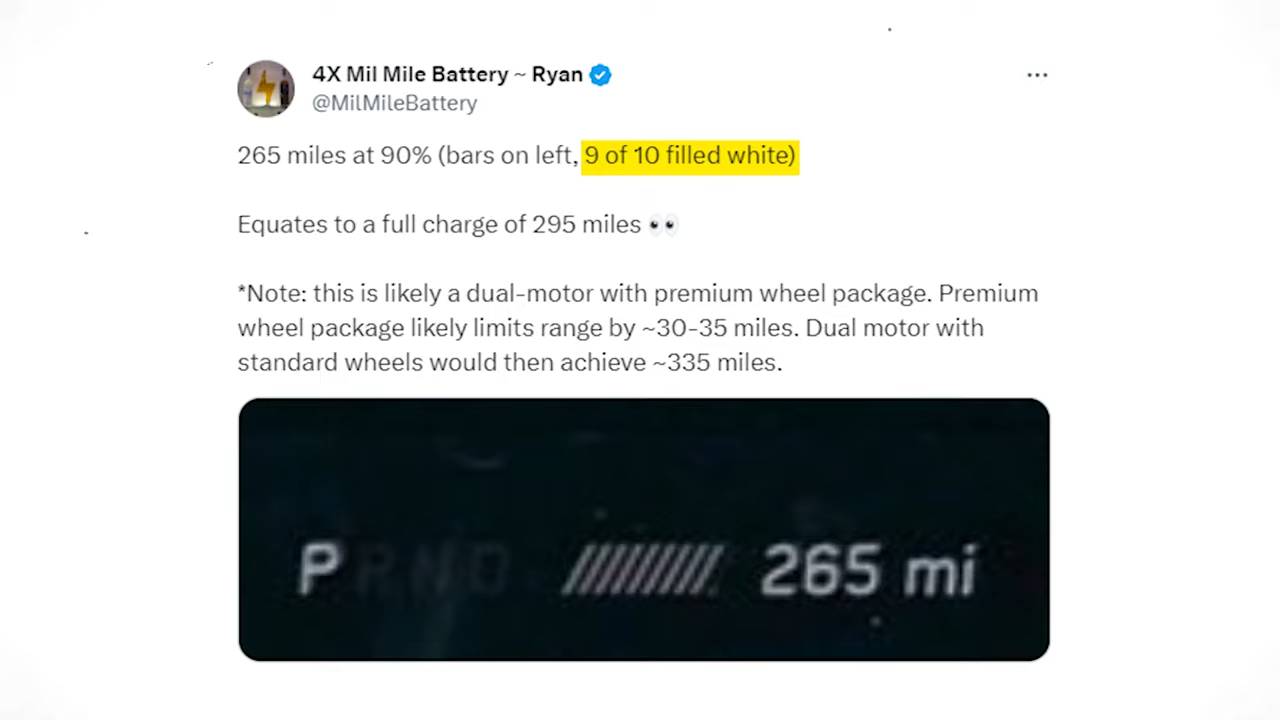 4X Mil Mile Battery ~ Ryan
@MilMileBattery
265 miles at 90% (bars on left, 9 of 10 filled white)
Equates to a full charge of 295 miles 👀
*Note: this is likely a dual-motor with premium wheel package. Premium
wheel package likely limits range by ~30-35 miles. Dual motor with
standard wheels would then achieve ~335 miles.
P R N D 265 mi